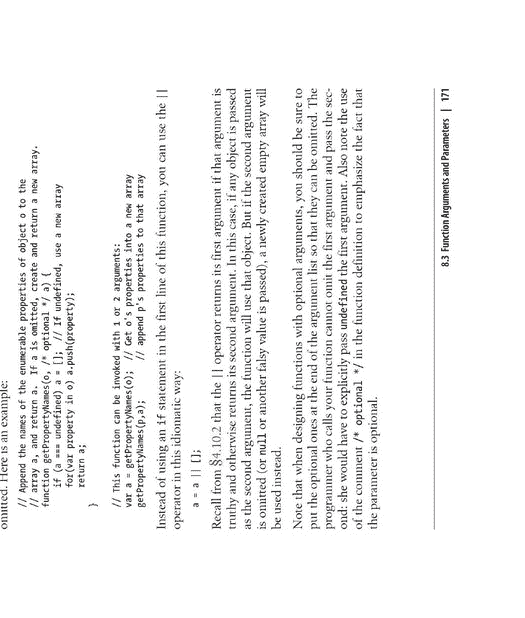 omitted. Here is an example:
// Append the names of the enumerable properties of object o to the
// array a, and return a.  If a is omitted, create and return a new array.
function getPropertyNames(o, /* optional */ a) {
    if (a === undefined) a = [];  // If undefined, use a new array
    for(var property in o) a.push(property);
    return a;
}
// This function can be invoked with 1 or 2 arguments:
var a = getPropertyNames(o);  // Get o's properties into a new array
getPropertyNames(p,a);        // append p's properties to that array
Instead of using an if statement in the first line of this function, you can use the ||
operator in this idiomatic way:
a = a || [];
Recall from §4.10.2 that the || operator returns its first argument if that argument is
truthy and otherwise returns its second argument. In this case, if any object is passed
as the second argument, the function will use that object. But if the second argument
is omitted (or null or another falsy value is passed), a newly created empty array will
be used instead.
Note that when designing functions with optional arguments, you should be sure to
put the optional ones at the end of the argument list so that they can be omitted. The
programmer who calls your function cannot omit the first argument and pass the sec-
ond: she would have to explicitly pass undefined the first argument. Also note the use
of the comment /* optional */ in the function definition to emphasize the fact that
the parameter is optional.
8.3 Function Arguments and Parameters | 171